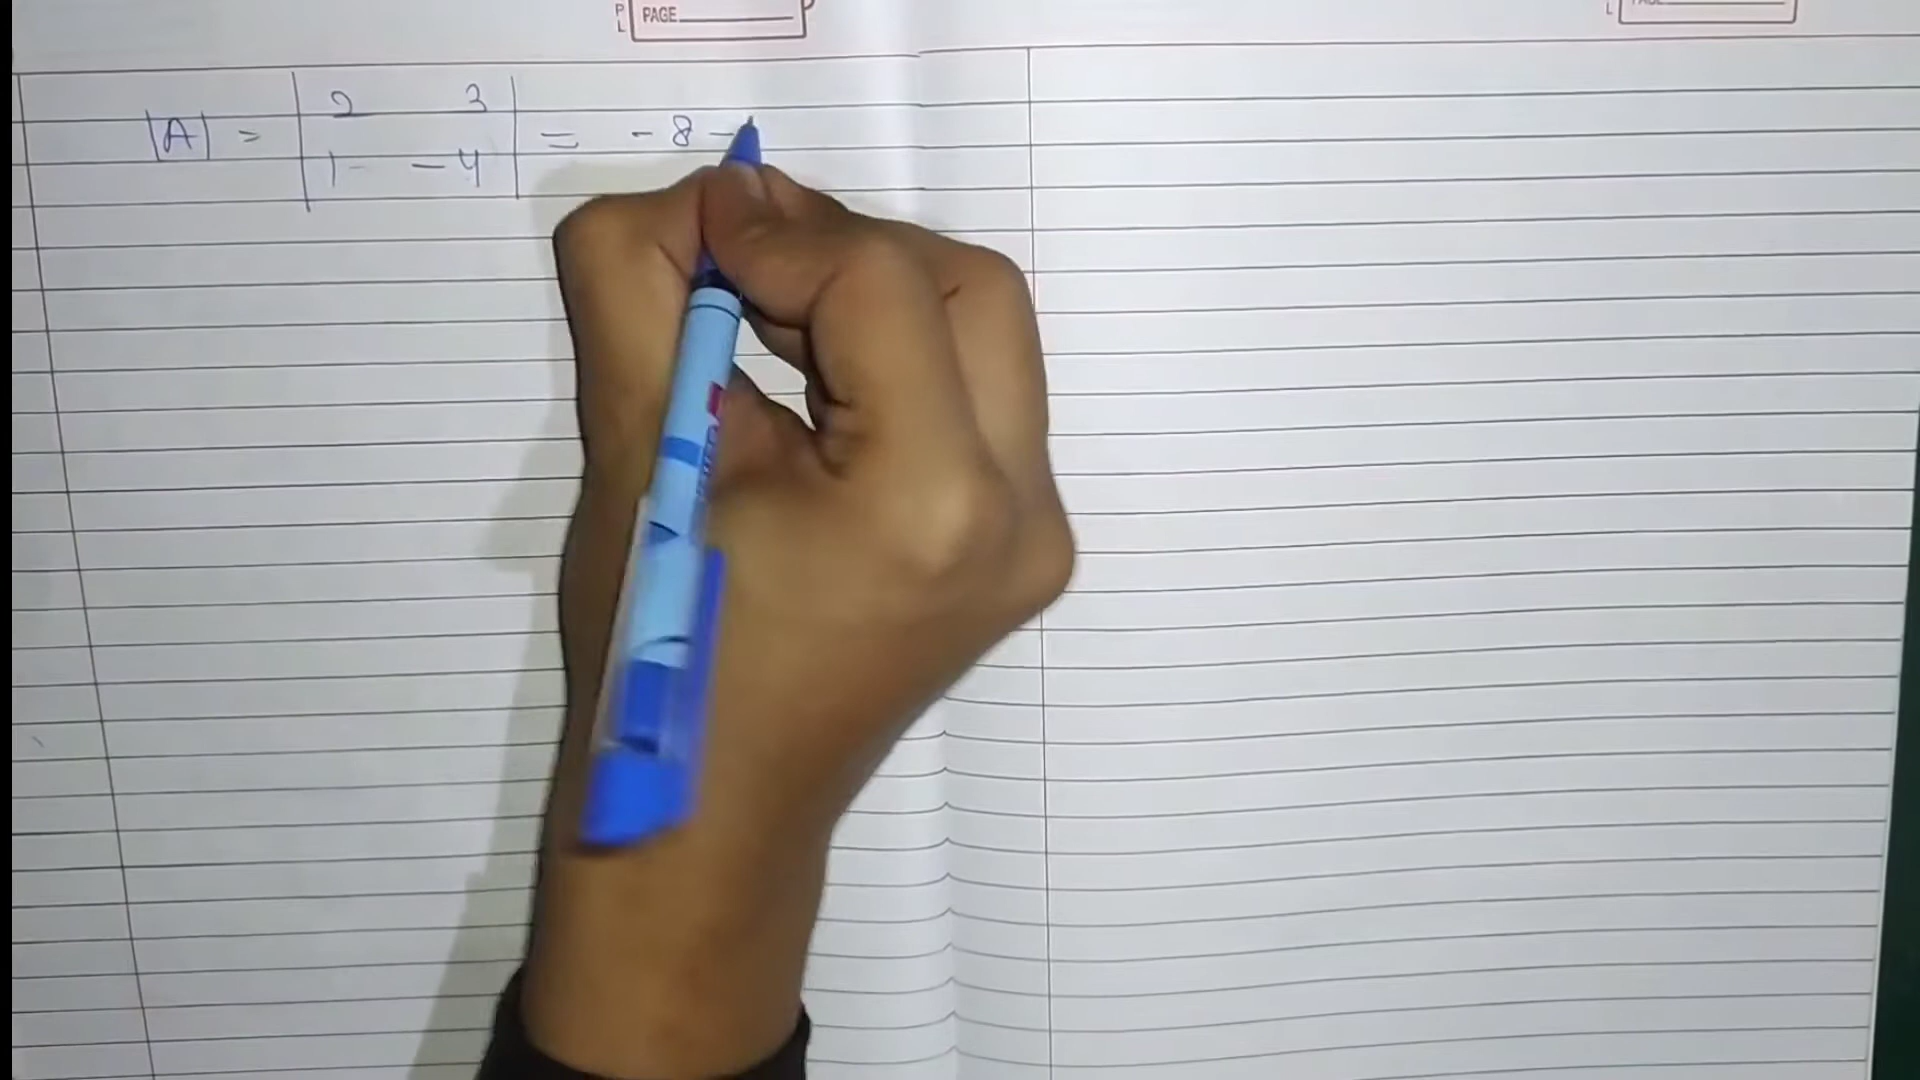 P
L
PAGE
|A| = | 2 3 | = - 8 -
| 1 - 4 |